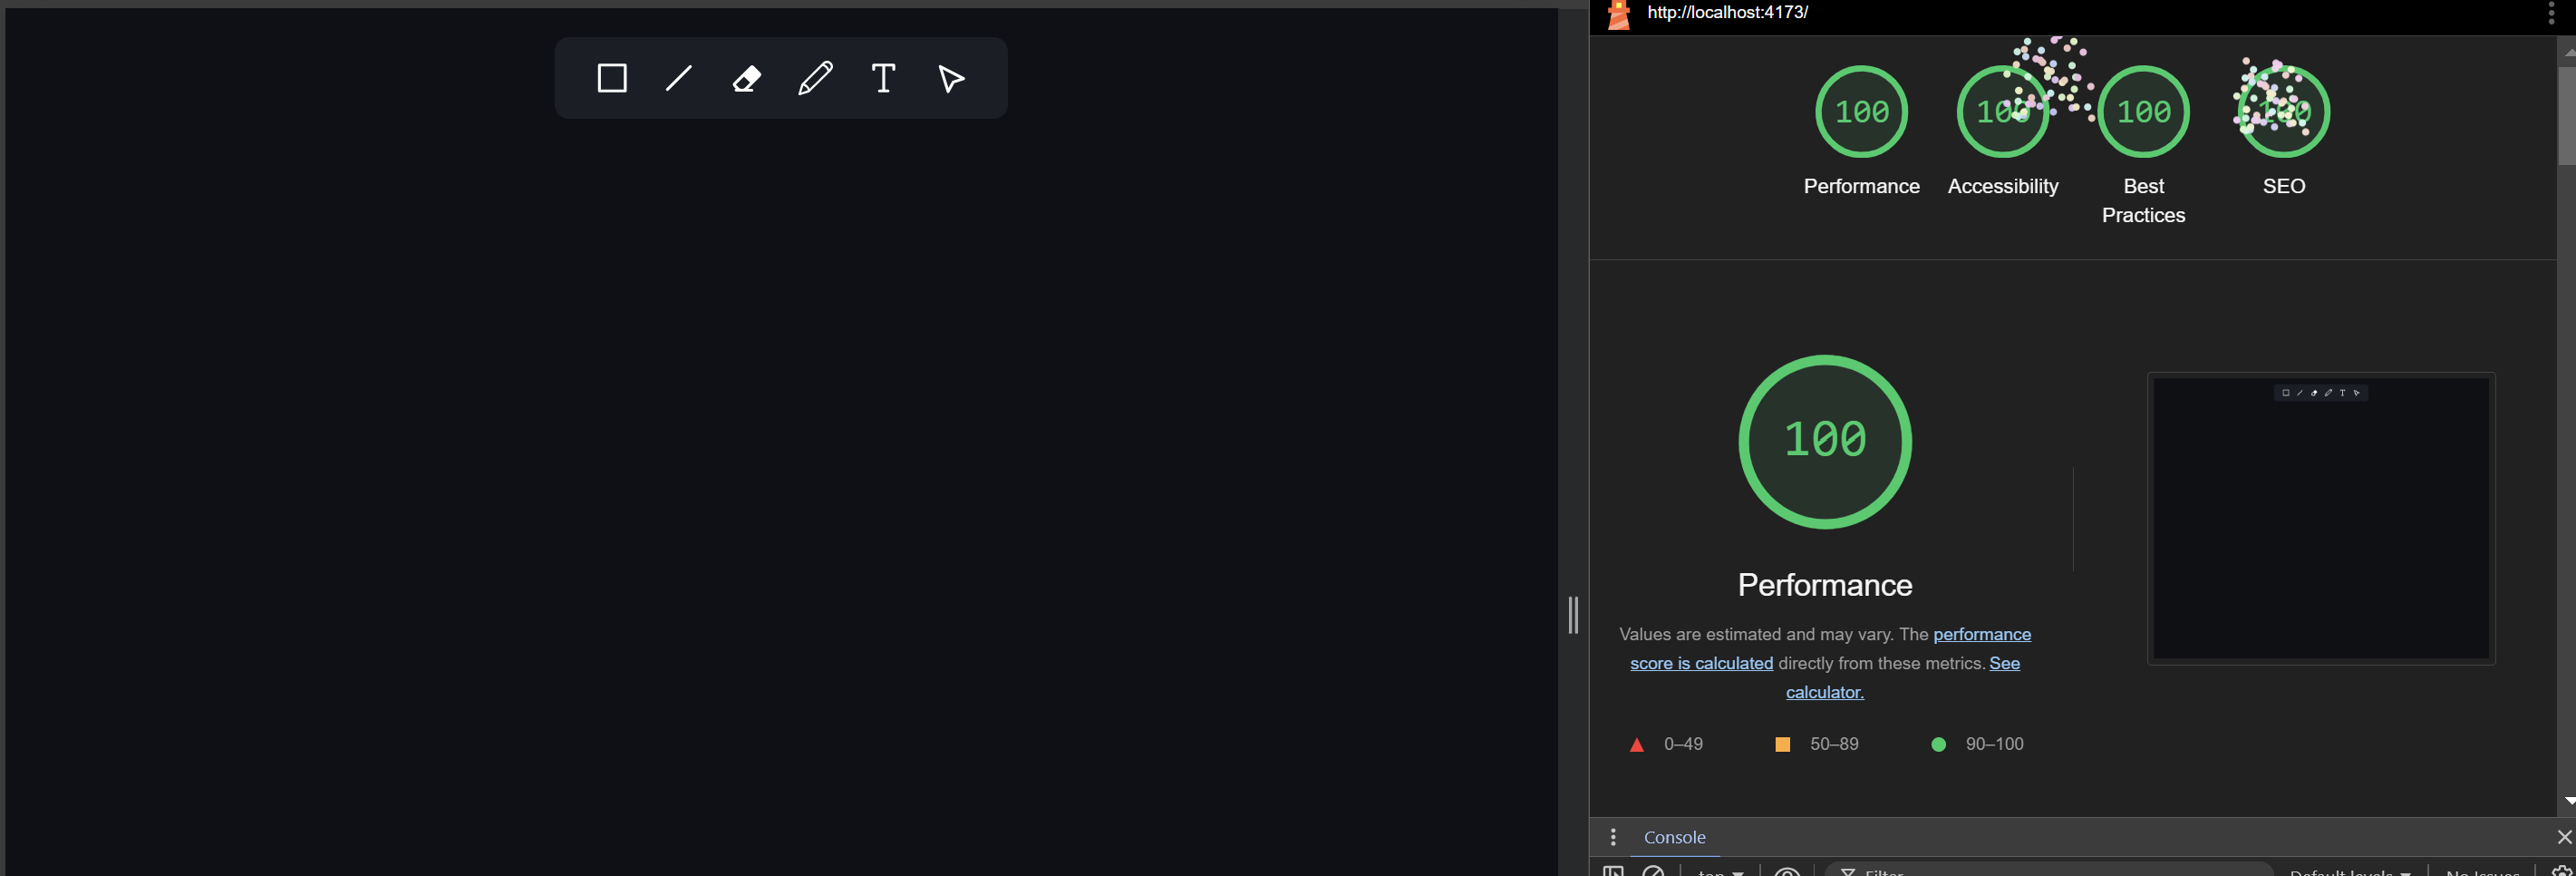 http://localhost:4173/
100
100
100
100
Performance
Accessibility
Best
Practices
SEO
100
Performance
Values are estimated and may vary. The performance
score is calculated directly from these metrics. See
calculator.
0–49
50–89
90–100
Console
top
Filter
Default levels
No Issues